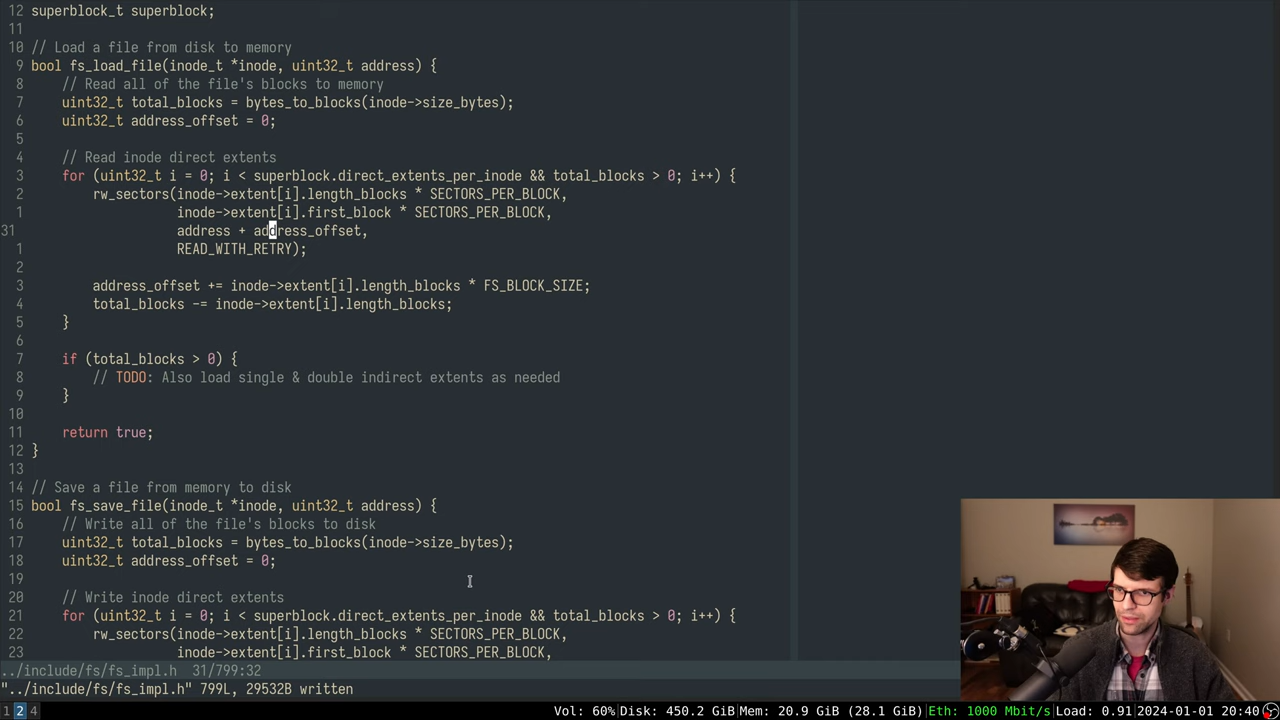 12 superblock_t superblock;
11
10 // Load a file from disk to memory
9 bool fs_load_file(inode_t *inode, uint32_t address) {
8     // Read all of the file's blocks to memory
7     uint32_t total_blocks = bytes_to_blocks(inode->size_bytes);
6     uint32_t address_offset = 0;
5
4     // Read inode direct extents
3     for (uint32_t i = 0; i < superblock.direct_extents_per_inode && total_blocks > 0; i++) {
2         rw_sectors(inode->extent[i].length_blocks * SECTORS_PER_BLOCK,
1                    inode->extent[i].first_block * SECTORS_PER_BLOCK,
31                    address + address_offset,
1                    READ_WITH_RETRY);
2
3         address_offset += inode->extent[i].length_blocks * FS_BLOCK_SIZE;
4         total_blocks -= inode->extent[i].length_blocks;
5     }
6
7     if (total_blocks > 0) {
8         // TODO: Also load single & double indirect extents as needed
9     }
10
11     return true;
12 }
13
14 // Save a file from memory to disk
15 bool fs_save_file(inode_t *inode, uint32_t address) {
16     // Write all of the file's blocks to disk
17     uint32_t total_blocks = bytes_to_blocks(inode->size_bytes);
18     uint32_t address_offset = 0;
19
20     // Write inode direct extents
21     for (uint32_t i = 0; i < superblock.direct_extents_per_inode && total_blocks > 0; i++) {
22         rw_sectors(inode->extent[i].length_blocks * SECTORS_PER_BLOCK,
23                    inode->extent[i].first_block * SECTORS_PER_BLOCK,
../include/fs/fs_impl.h  31/799:32
"../include/fs/fs_impl.h" 799L, 29532B written
1 2 4 Vol: 60%|Disk: 450.2 GiB|Mem: 20.9 GiB (28.1 GiB)|Eth: 1000 Mbit/s|Load: 0.91|2024-01-01 20:40